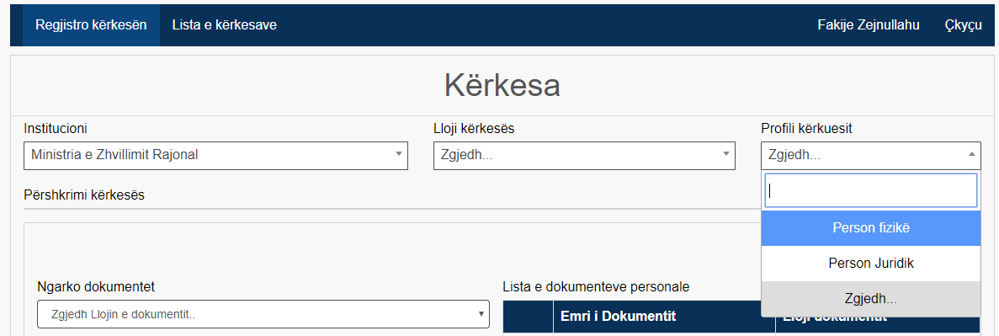 Regjistro kërkesën Lista e kërkesave Fakije Zejnullahu Çkyçu
Kërkesa
Institucioni Lloji kërkesës Profili kërkuesit
Ministria e Zhvillimit Rajonal Zgjedh... Zgjedh...
Përshkrimi kërkesës
Person fizikë
Person Juridik
Zgjedh...
Ngarko dokumentet Lista e dokumenteve personale
Zgjedh Llojin e dokumentit.. Emri i Dokumentit Lloji dokumentit